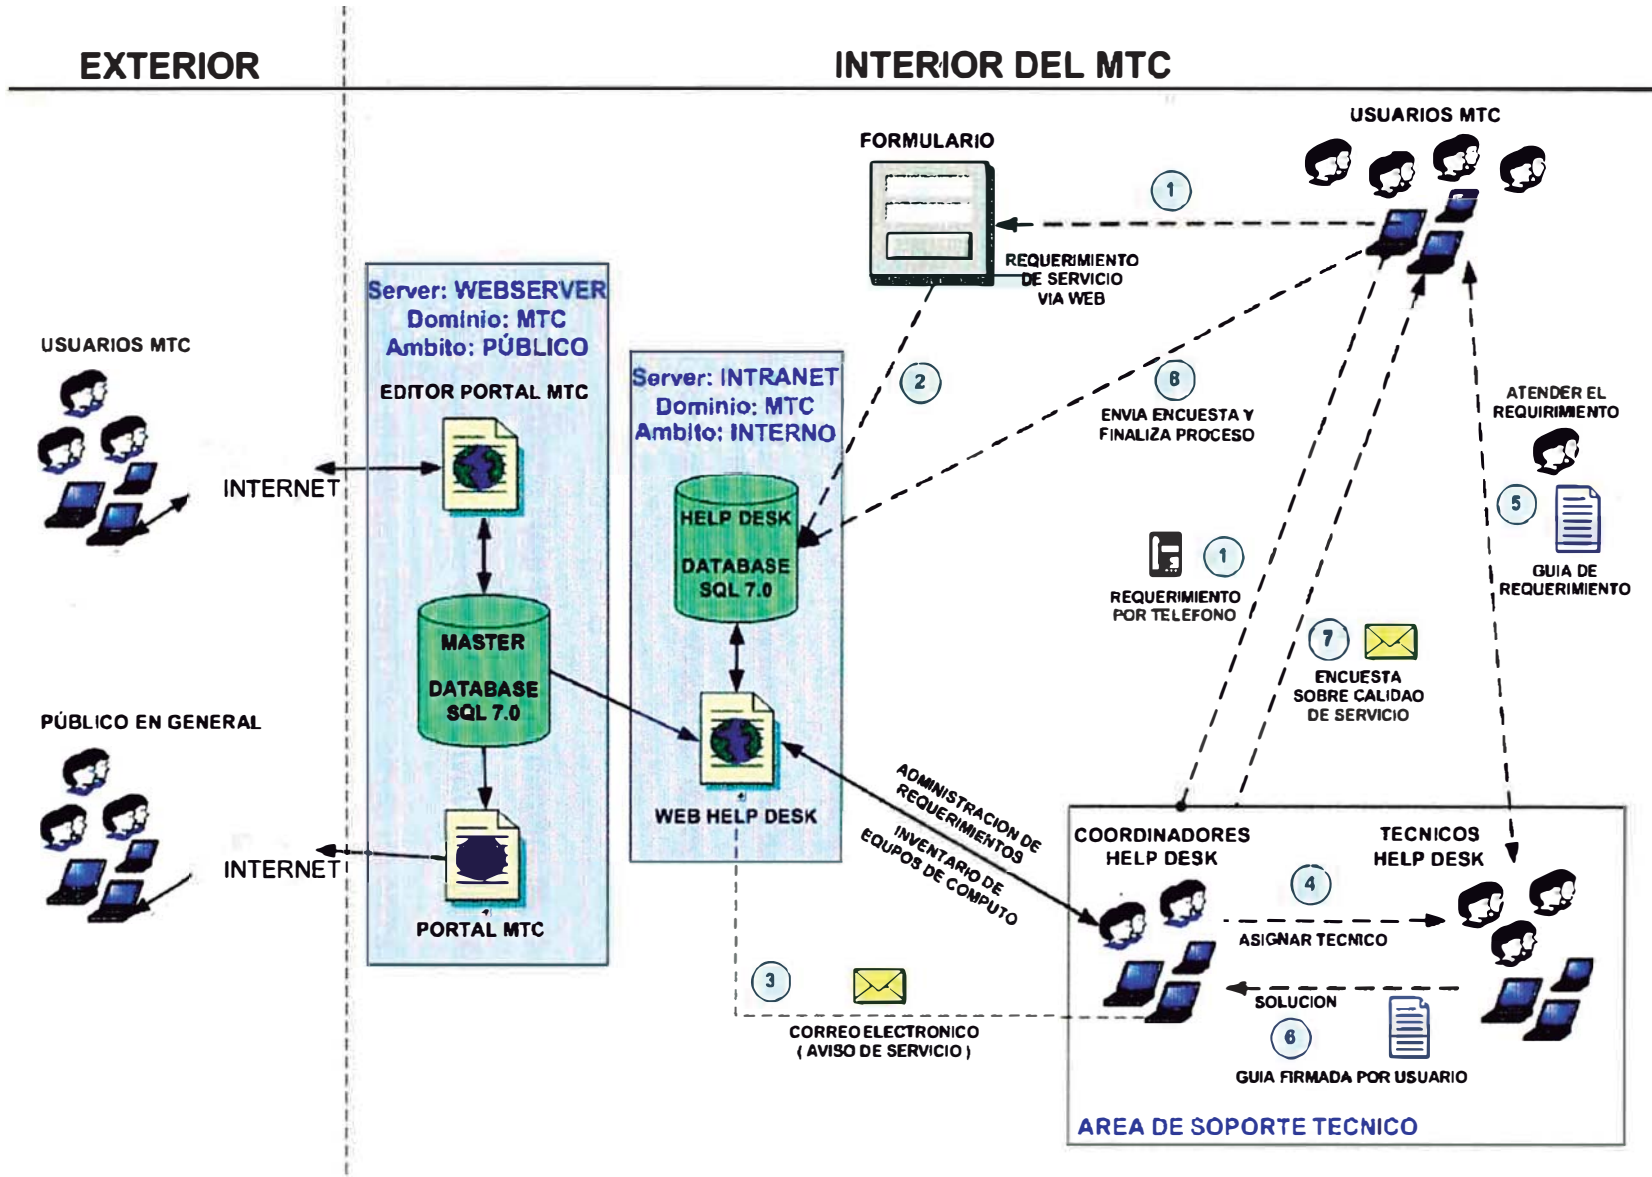 EXTERIOR
INTERIOR DEL MTC
USUARIOS MTC
FORMULARIO
1
REQUERIMIENTO
DE SERVICIO
VIA WEB
Server: WEBSERVER
Dominio: MTC
Ambito: PÚBLICO
EDITOR PORTAL MTC
USUARIOS MTC
INTERNET
Server: INTRANET
Dominio: MTC
Ambito: INTERNO
2
8
ENVIA ENCUESTA Y
FINALIZA PROCESO
ATENDER EL
REQUIRIMIENTO
5
GUIA DE
REQUERIMIENTO
HELP DESK
DATABASE
SQL 7.0
1
REQUERIMIENTO
POR TELEFONO
7
ENCUESTA
SOBRE CALIDAO
DE SERVICIO
MASTER
DATABASE
SQL 7.0
PÚBLICO EN GENERAL
INTERNET
WEB HELP DESK
PORTAL MTC
ADMINISTRACION DE
REQUERIMIENTOS
INVENTARIO DE
EQUPOS DE COMPUTO
3
CORREO ELECTRONICO
( AVISO DE SERVICIO )
COORDINADORES
HELP DESK
TECNICOS
HELP DESK
4
ASIGNAR TECNICO
SOLUCION
6
GUIA FIRMADA POR USUARIO
AREA DE SOPORTE TECNICO